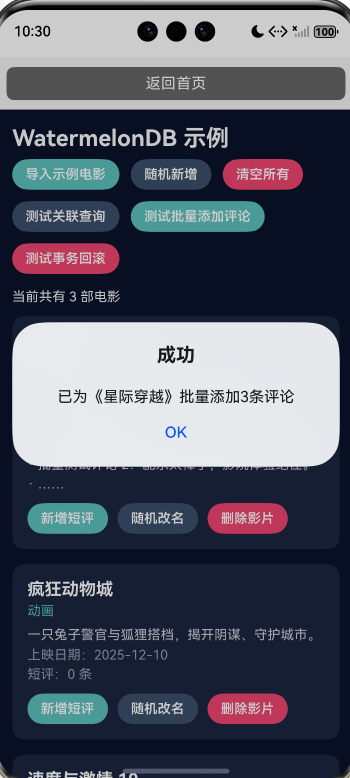 10:30
100
返回首页
WatermelonDB 示例
导入示例电影
随机新增
清空所有
测试关联查询
测试批量添加评论
测试事务回滚
当前共有 3 部电影
成功
已为《星际穿越》批量添加3条评论
OK
· ……
新增短评
随机改名
删除影片
疯狂动物城
动画
一只兔子警官与狐狸搭档，揭开阴谋、守护城市。
上映日期：2025-12-10
短评：0 条
新增短评
随机改名
删除影片
速度与激情 10